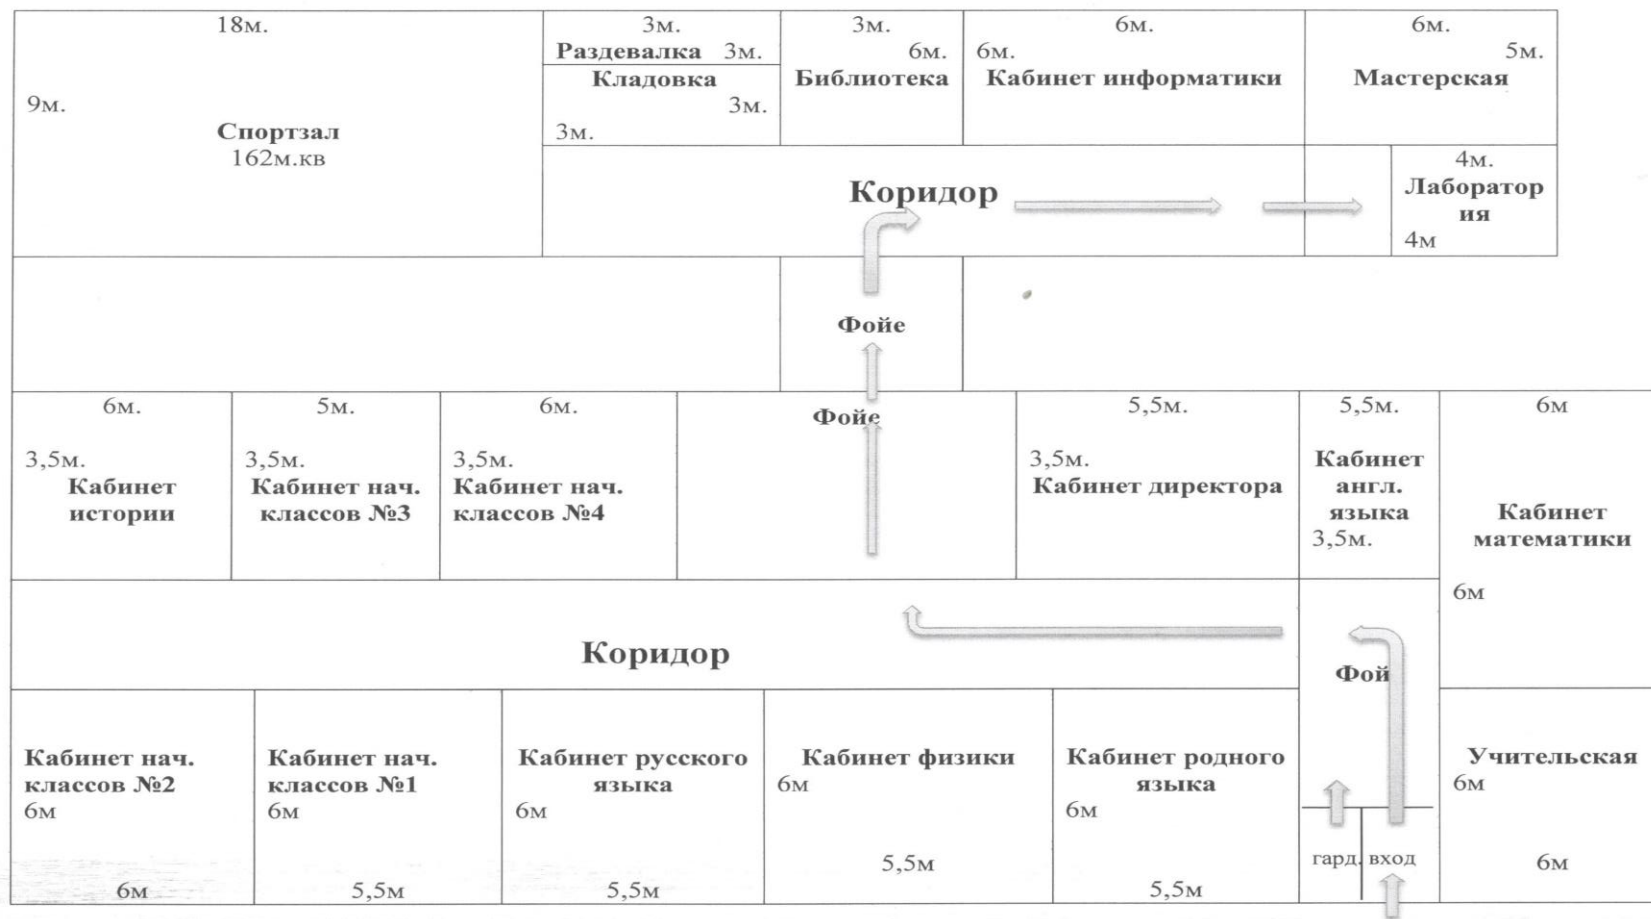 18м.
9м.
Спортзал
162м.кв
3м.
Раздевалка 3м.
Кладовка
3м.
3м.
3м.
6м.
Библиотека
6м.
6м.
Кабинет информатики
6м.
5м.
Мастерская
Коридор
4м.
Лаборатор
ия
4м
Фойе
6м.
3,5м.
Кабинет
истории
5м.
3,5м.
Кабинет нач.
классов №3
6м.
3,5м.
Кабинет нач.
классов №4
Фойе
5,5м.
3,5м.
Кабинет директора
5,5м.
Кабинет
англ.
языка
3,5м.
6м
Кабинет
математики
6м
Коридор
Фой
Кабинет нач.
классов №2
6м
6м
Кабинет нач.
классов №1
6м
5,5м
Кабинет русского
языка
6м
5,5м
Кабинет физики
6м
5,5м
Кабинет родного
языка
6м
5,5м
гард.
вход
Учительская
6м
6м